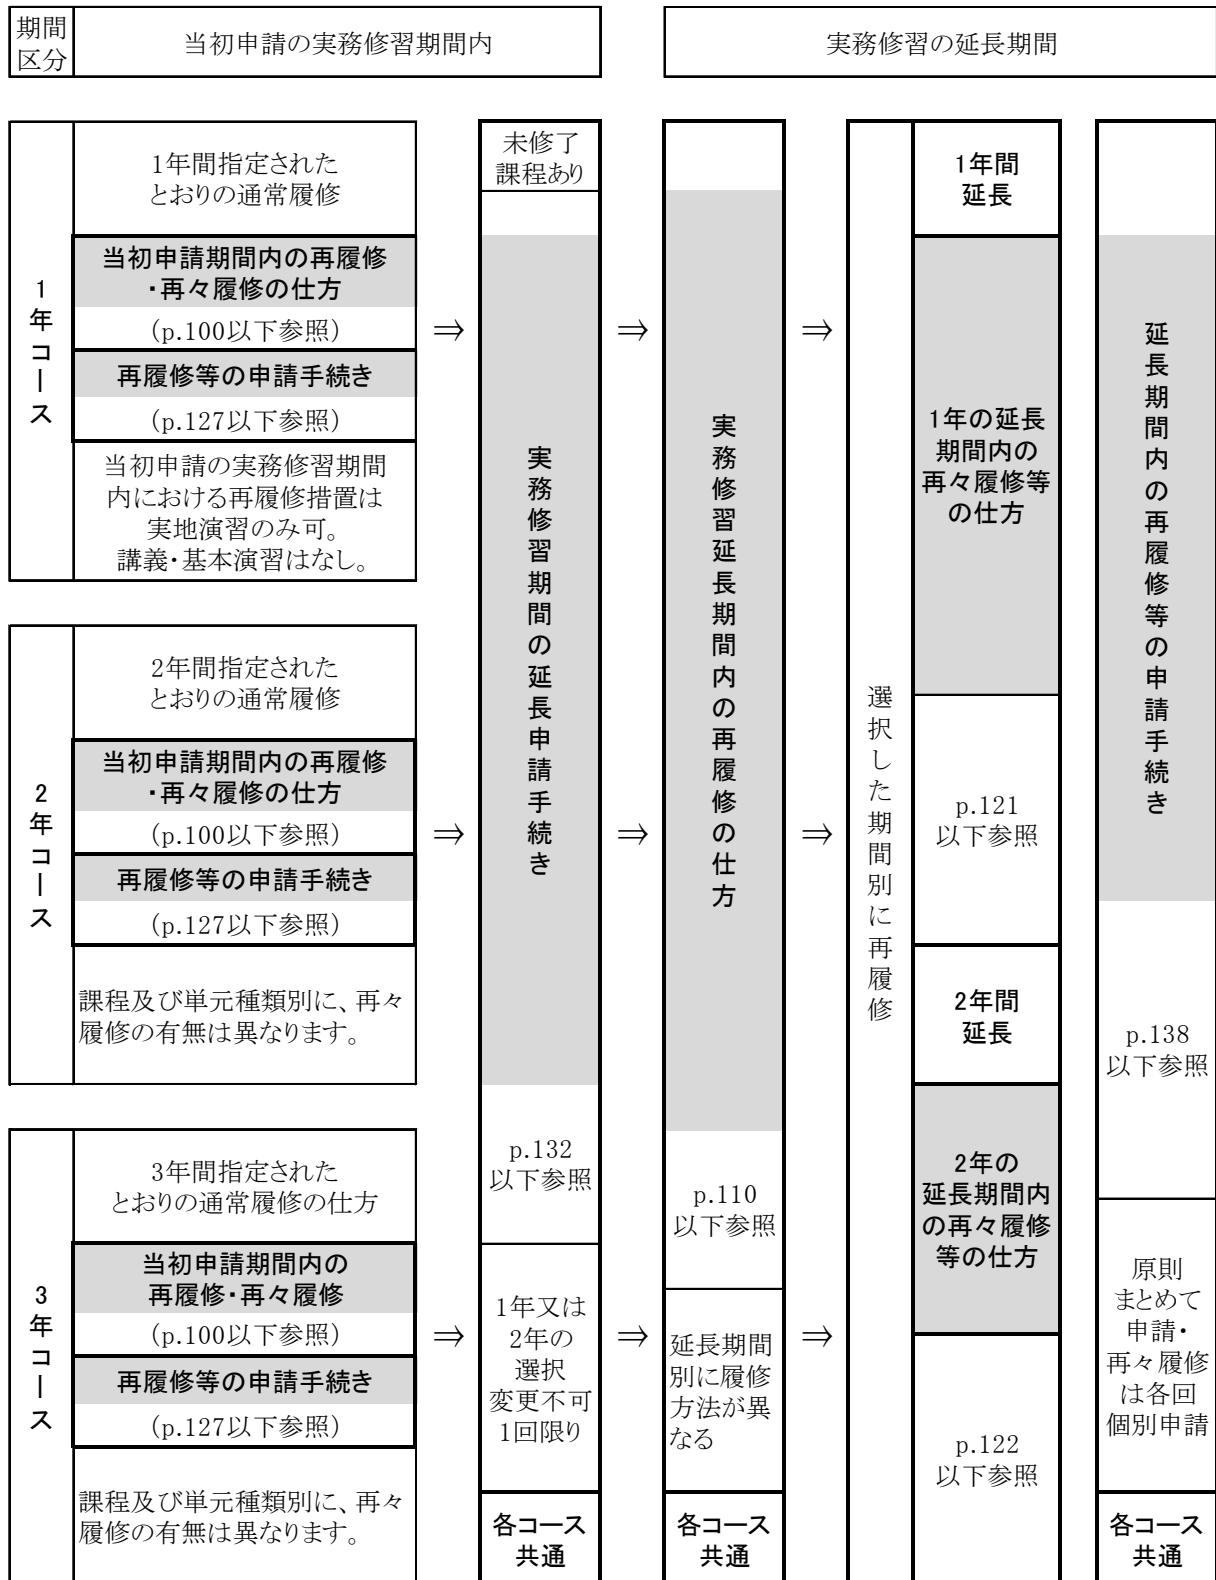 期間
区分
当初申請の実務修習期間内
実務修習の延長期間
1年コース
1年間指定された
とおりの通常履修
当初申請期間内の再履修
・再々履修の仕方
(p.100以下参照)
再履修等の申請手続き
(p.127以下参照)
当初申請の実務修習期間
内における再履修措置は
実地演習のみ可。
講義・基本演習はなし。
⇒
2年コース
2年間指定された
とおりの通常履修
当初申請期間内の再履修
・再々履修の仕方
(p.100以下参照)
再履修等の申請手続き
(p.127以下参照)
課程及び単元種類別に、再々
履修の有無は異なります。
⇒
3年コース
3年間指定された
とおりの通常履修の仕方
当初申請期間内の
再履修・再々履修
(p.100以下参照)
再履修等の申請手続き
(p.127以下参照)
課程及び単元種類別に、再々
履修の有無は異なります。
⇒
未修了
課程あり
実務修習期間の延長申請手続き
p.132
以下参照
1年又は
2年の
選択
変更不可
1回限り
各コース
共通
⇒
⇒
⇒
実務修習延長期間内の再履修の仕方
p.110
以下参照
延長期間
別に履修
方法が異
なる
各コース
共通
⇒
⇒
⇒
選択した期間別に再履修
1年間
延長
1年の延長
期間内の
再々履修等
の仕方
p.121
以下参照
2年間
延長
2年の
延長期間内
の再々履修
等の仕方
p.122
以下参照
延長期間内の再履修等の申請手続き
p.138
以下参照
原則
まとめて
申請・
再々履修
は各回
個別申請
各コース
共通